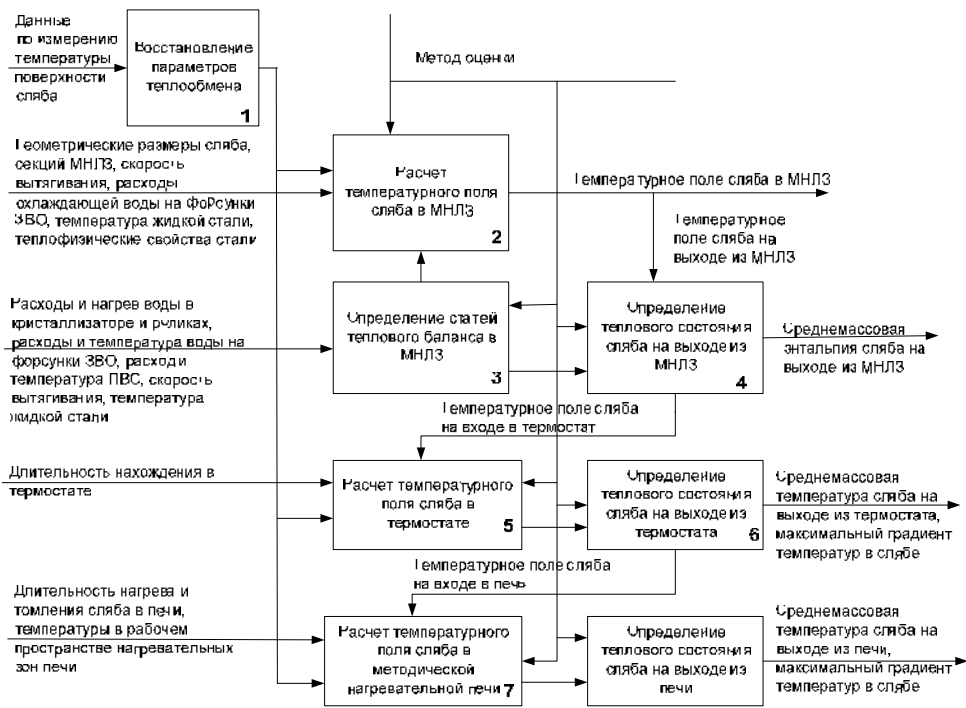 Данные
по измерению
температуры
поверхности
сляба
Восстановление
параметров
теплообмена
1
Метод оценки
Геометрические размеры сляба,
секций МНЛЗ, скорость
вытягивания, расходы
охлаждающей воды на форсунки
ЗВО, температура жидкой стали,
теплофизические свойства стали
Расчет
температурного поля
сляба в МНЛЗ
2
Температурное поле сляба в МНЛЗ
Температурное
поле сляба на
выходе из МНЛЗ
Расходы и нагрев воды в
кристаллизаторе и роликах,
расходы и температура воды на
форсунки ЗВО, расход и
температура ПВС, скорость
вытягивания, температура
жидкой стали
Определение статей
теплового баланса в
МНЛЗ
3
Определение
теплового состояния
сляба на выходе из
МНЛЗ
4
Среднемассовая
энтальпия сляба на
выходе из МНЛЗ
Температурное поле сляба
на входе в термостат
Длительность нахождения в
термостате
Расчет температурного
поля сляба в
термостате
5
Определение
теплового состояния
сляба на выходе из
термостата
6
Среднемассовая
температура сляба на
выходе из термостата,
максимальный градиент
температур в слябе
Температурное поле сляба
на входе в печь
Длительность нагрева и
томления сляба в печи,
температуры в рабочем
пространстве нагревательных
зон печи
Расчет температурного
поля сляба в
методической
нагревательной печи
7
Определение
теплового состояния
сляба на выходе из
печи
Среднемассовая
температура сляба на
выходе из печи,
максимальный градиент
температур в слябе